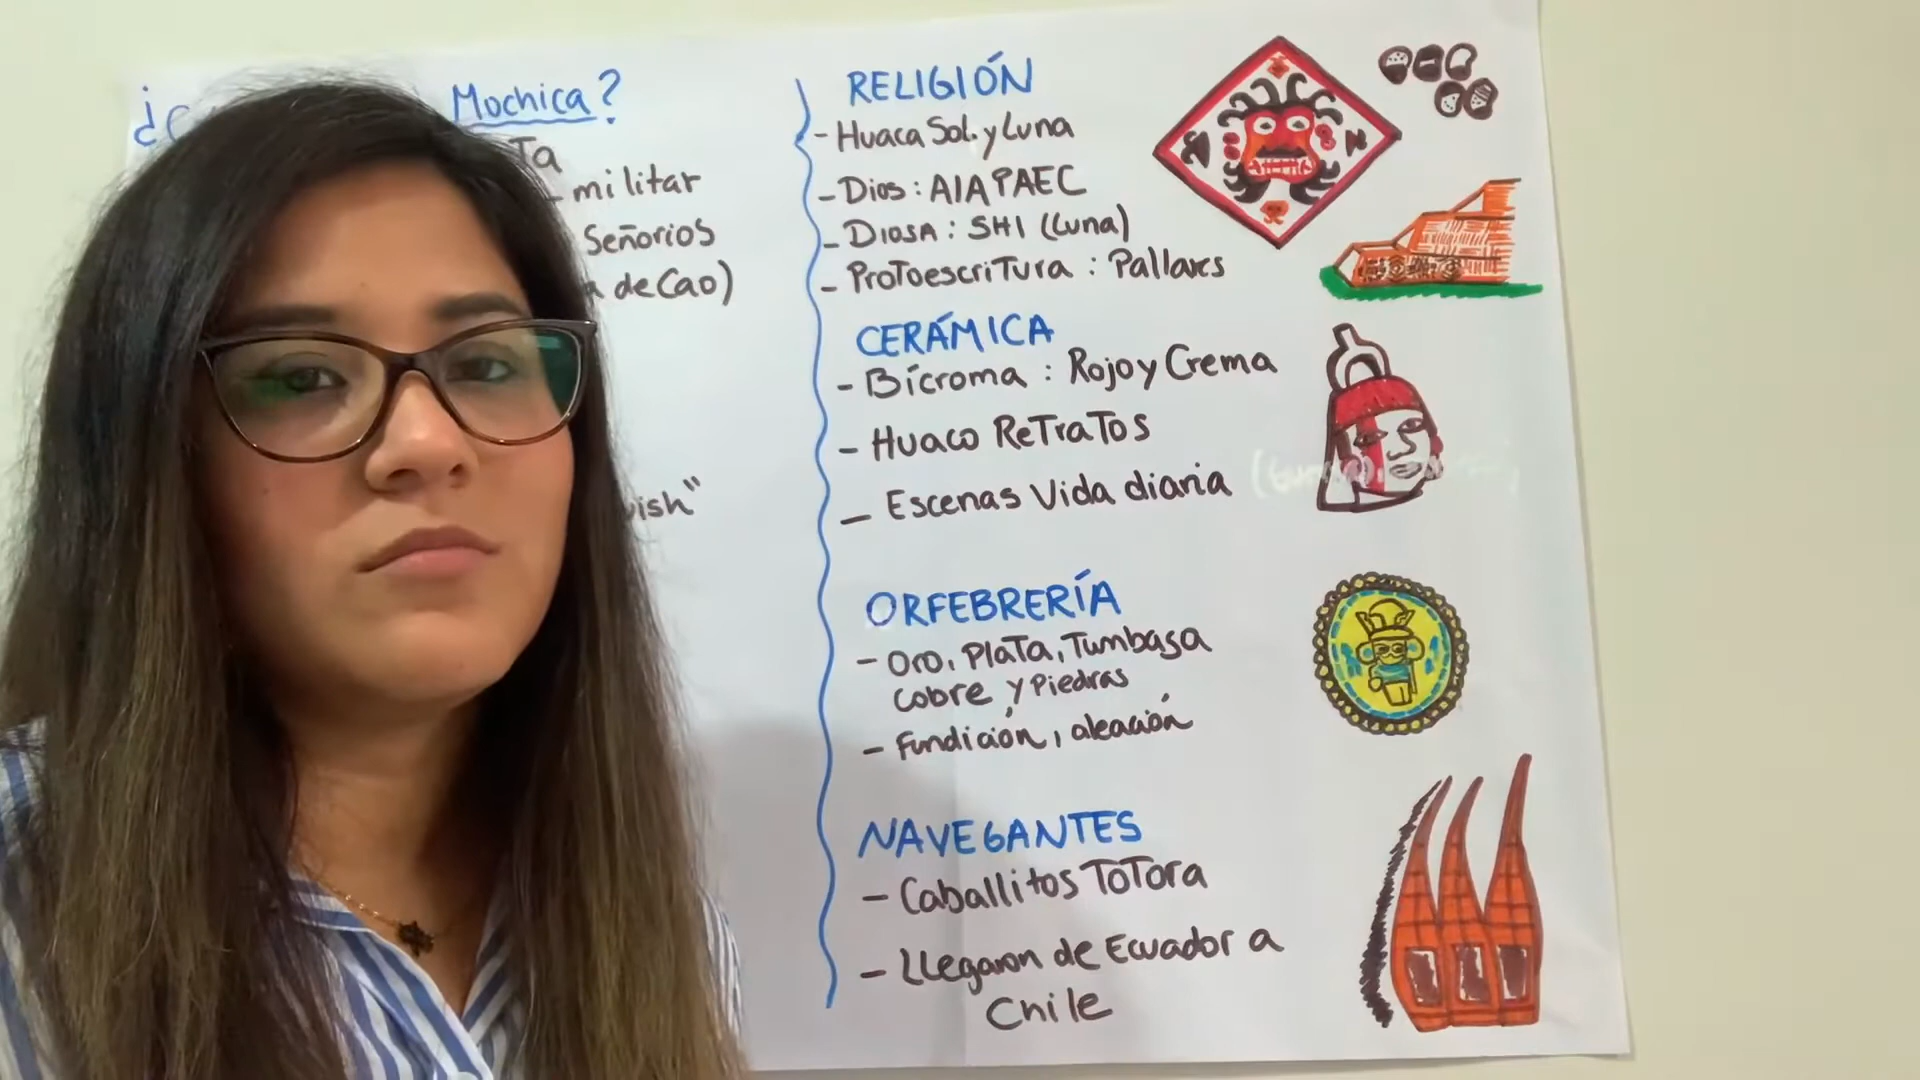 Mochica?
militar
Señorios
de Cao)
RELIGIÓN
- Huaca Sol y Luna
- Dios : AIAPAEC
- DIOSA : SHI (Luna)
- Protoescritura : Pallares
CERÁMICA
- Bícroma : Rojo y Crema
- Huaco Retratos
- Escenas Vida diaria
ORFEBRERÍA
- Oro, Plata, Tumbaga
Cobre y Piedras
- Fundición, aleación
NAVEGANTES
- Caballitos Totora
- Llegaron de Ecuador a
Chile